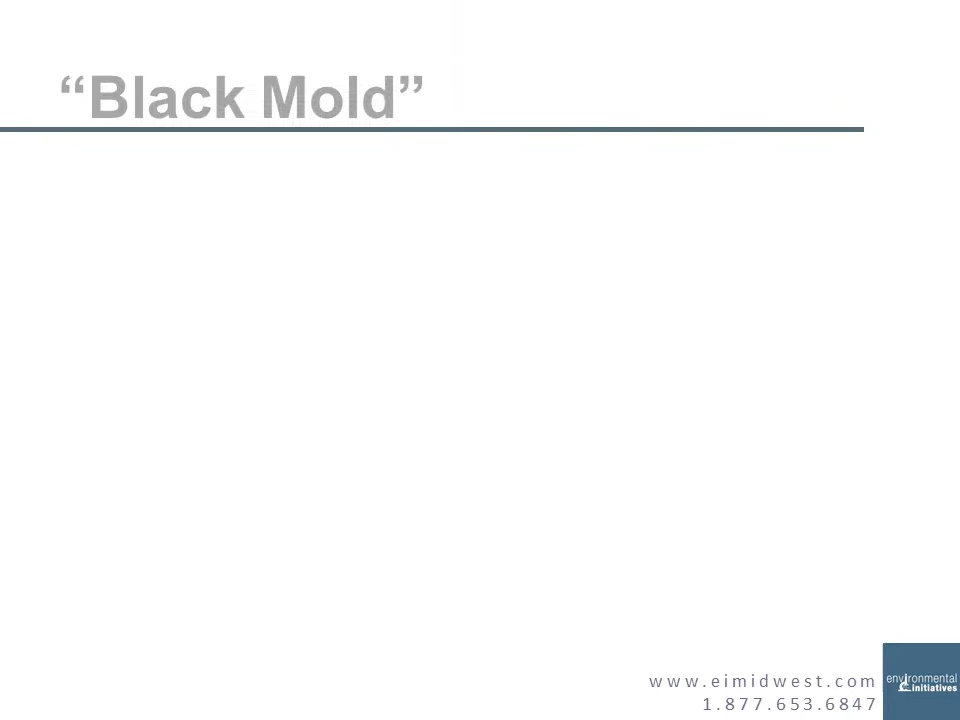 “Black Mold”
www.eimidwest.com
1.877.653.6847
environmental
initiatives